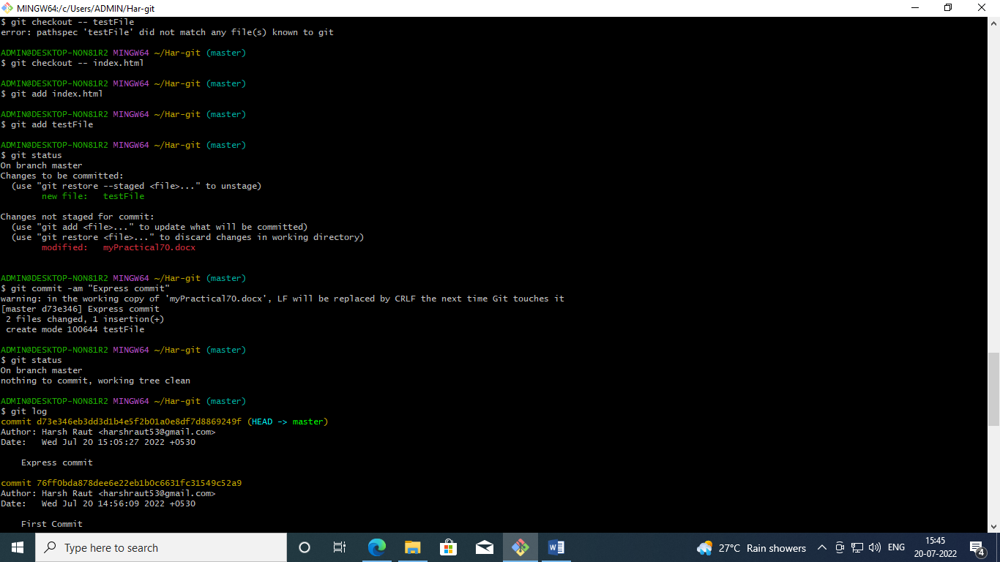 MINGW64:/c/Users/ADMIN/Har-git
$ git checkout -- testFile
error: pathspec 'testFile' did not match any file(s) known to git
ADMIN@DESKTOP-NON81R2 MINGW64 ~/Har-git (master)
$ git checkout -- index.html
ADMIN@DESKTOP-NON81R2 MINGW64 ~/Har-git (master)
$ git add index.html
ADMIN@DESKTOP-NON81R2 MINGW64 ~/Har-git (master)
$ git add testFile
ADMIN@DESKTOP-NON81R2 MINGW64 ~/Har-git (master)
$ git status
On branch master
Changes to be committed:
  (use "git restore --staged <file>..." to unstage)
        new file:   testFile
Changes not staged for commit:
  (use "git add <file>..." to update what will be committed)
  (use "git restore <file>..." to discard changes in working directory)
        modified:   myPractical70.docx
ADMIN@DESKTOP-NON81R2 MINGW64 ~/Har-git (master)
$ git commit -am "Express commit"
warning: in the working copy of 'myPractical70.docx', LF will be replaced by CRLF the next time Git touches it
[master d73e346] Express commit
 2 files changed, 1 insertion(+)
 create mode 100644 testFile
ADMIN@DESKTOP-NON81R2 MINGW64 ~/Har-git (master)
$ git status
On branch master
nothing to commit, working tree clean
ADMIN@DESKTOP-NON81R2 MINGW64 ~/Har-git (master)
$ git log
commit d73e346eb3dd3d1b4e5f2b01a0e8df7d8869249f (HEAD -> master)
Author: Harsh Raut <harshraut53@gmail.com>
Date:   Wed Jul 20 15:05:27 2022 +0530
    Express commit
commit 76ff0bda878dee6e22eb1b0c6631fc31549c52a9
Author: Harsh Raut <harshraut53@gmail.com>
Date:   Wed Jul 20 14:56:09 2022 +0530
    First Commit
Type here to search
27°C Rain showers
ENG
15:45
20-07-2022
4